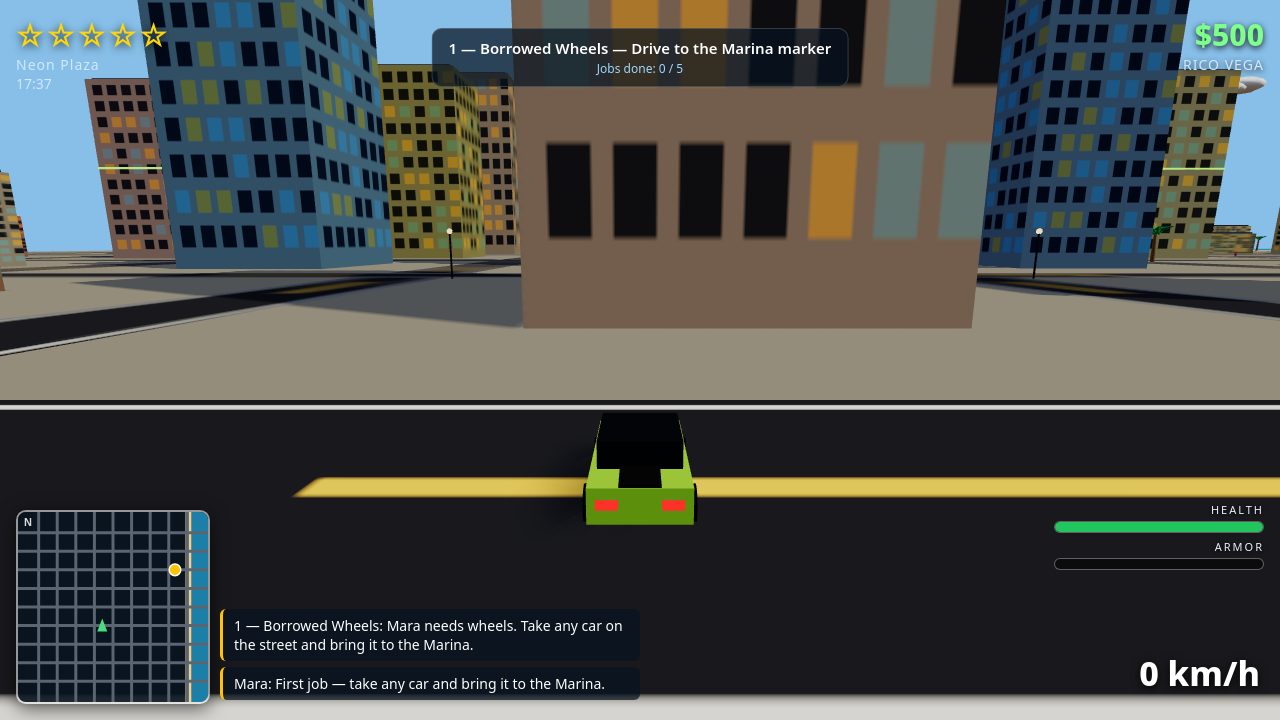 1 — Borrowed Wheels — Drive to the Marina marker
Jobs done: 0 / 5
Neon Plaza
17:37
$500
RICO VEGA
HEALTH
ARMOR
N
1 — Borrowed Wheels: Mara needs wheels. Take any car on
the street and bring it to the Marina.
Mara: First job — take any car and bring it to the Marina.
0 km/h